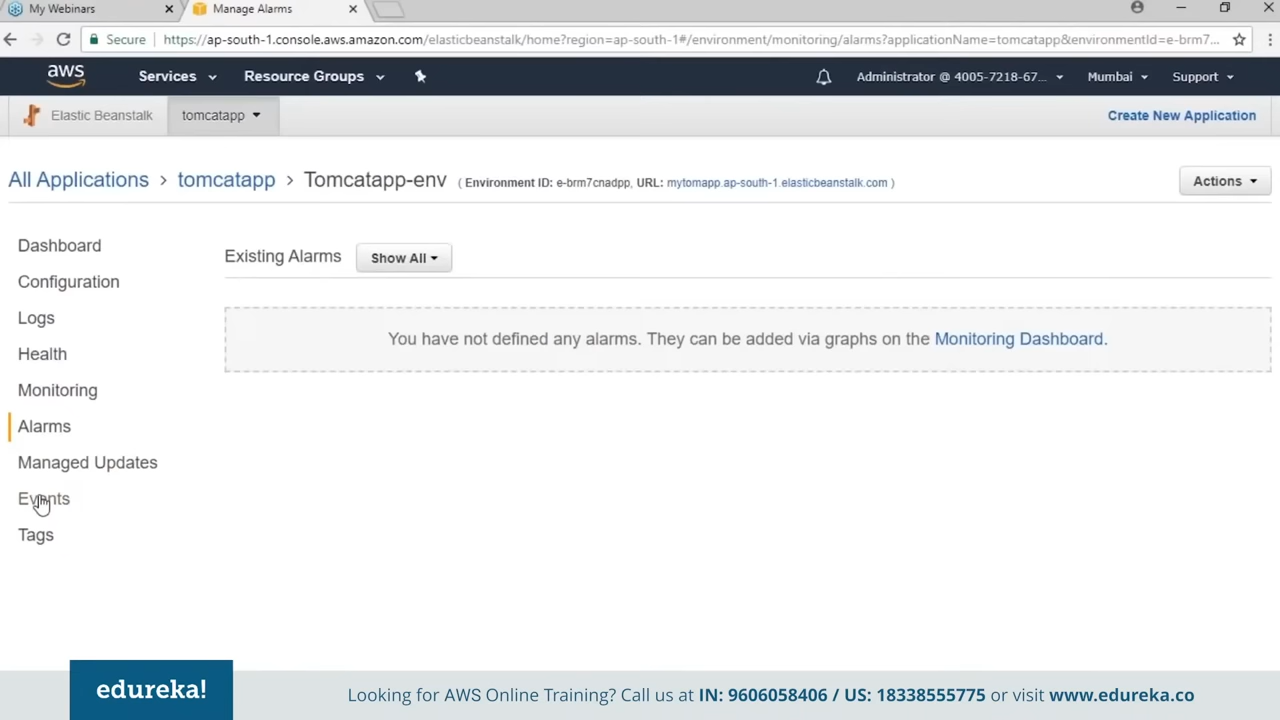 My Webinars
Manage Alarms
Secure https://ap-south-1.console.aws.amazon.com/elasticbeanstalk/home?region=ap-south-1#/environment/monitoring/alarms?applicationName=tomcatapp&environmentId=e-brm7...
aws Services Resource Groups Administrator @ 4005-7218-67... Mumbai Support
Elastic Beanstalk tomcatapp Create New Application
All Applications > tomcatapp > Tomcatapp-env ( Environment ID: e-brm7cnadpp, URL: mytomapp.ap-south-1.elasticbeanstalk.com ) Actions
Dashboard
Configuration
Logs
Health
Monitoring
Alarms
Managed Updates
Events
Tags
Existing Alarms Show All
You have not defined any alarms. They can be added via graphs on the Monitoring Dashboard.
edureka!
Looking for AWS Online Training? Call us at IN: 9606058406 / US: 18338555775 or visit www.edureka.co